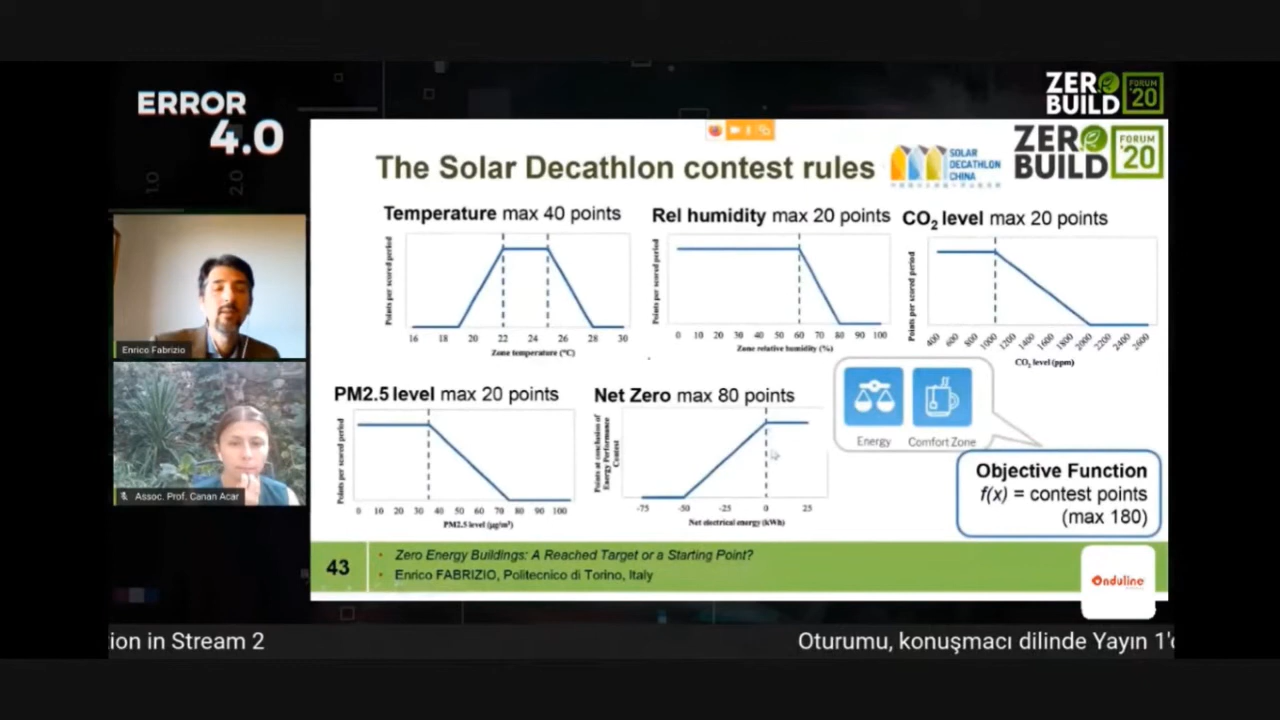 ERROR
4.0
1.0
2.0
ZERO
BUILD
FORUM
'20
The Solar Decathlon contest rules
SOLAR
DECATHLON
CHINA
ZERO
BUILD
FORUM
'20
Temperature max 40 points
Points per scored period
16 18 20 22 24 26 28 30
Zone temperature (°C)
Rel humidity max 20 points
Points per scored period
0 10 20 30 40 50 60 70 80 90 100
Zone relative humidity (%)
CO2 level max 20 points
Points per scored period
400 600 800 1000 1200 1400 1600 1800 2000 2200 2400 2600
CO2 level (ppm)
Enrico Fabrizio
PM2.5 level max 20 points
Points per scored period
0 10 20 30 40 50 60 70 80 90 100
PM2.5 level (µg/m³)
Net Zero max 80 points
Points at conclusion of
Energy Performance
Contest
-75 -50 -25 0 25
Net electrical energy (kWh)
Energy Comfort Zone
Objective Function
f(x) = contest points
(max 180)
Assoc. Prof. Canan Acar
43
• Zero Energy Buildings: A Reached Target or a Starting Point?
• Enrico FABRIZIO, Politecnico di Torino, Italy
Onduline
ion in Stream 2
Oturumu, konuşmacı dilinde Yayın 1'